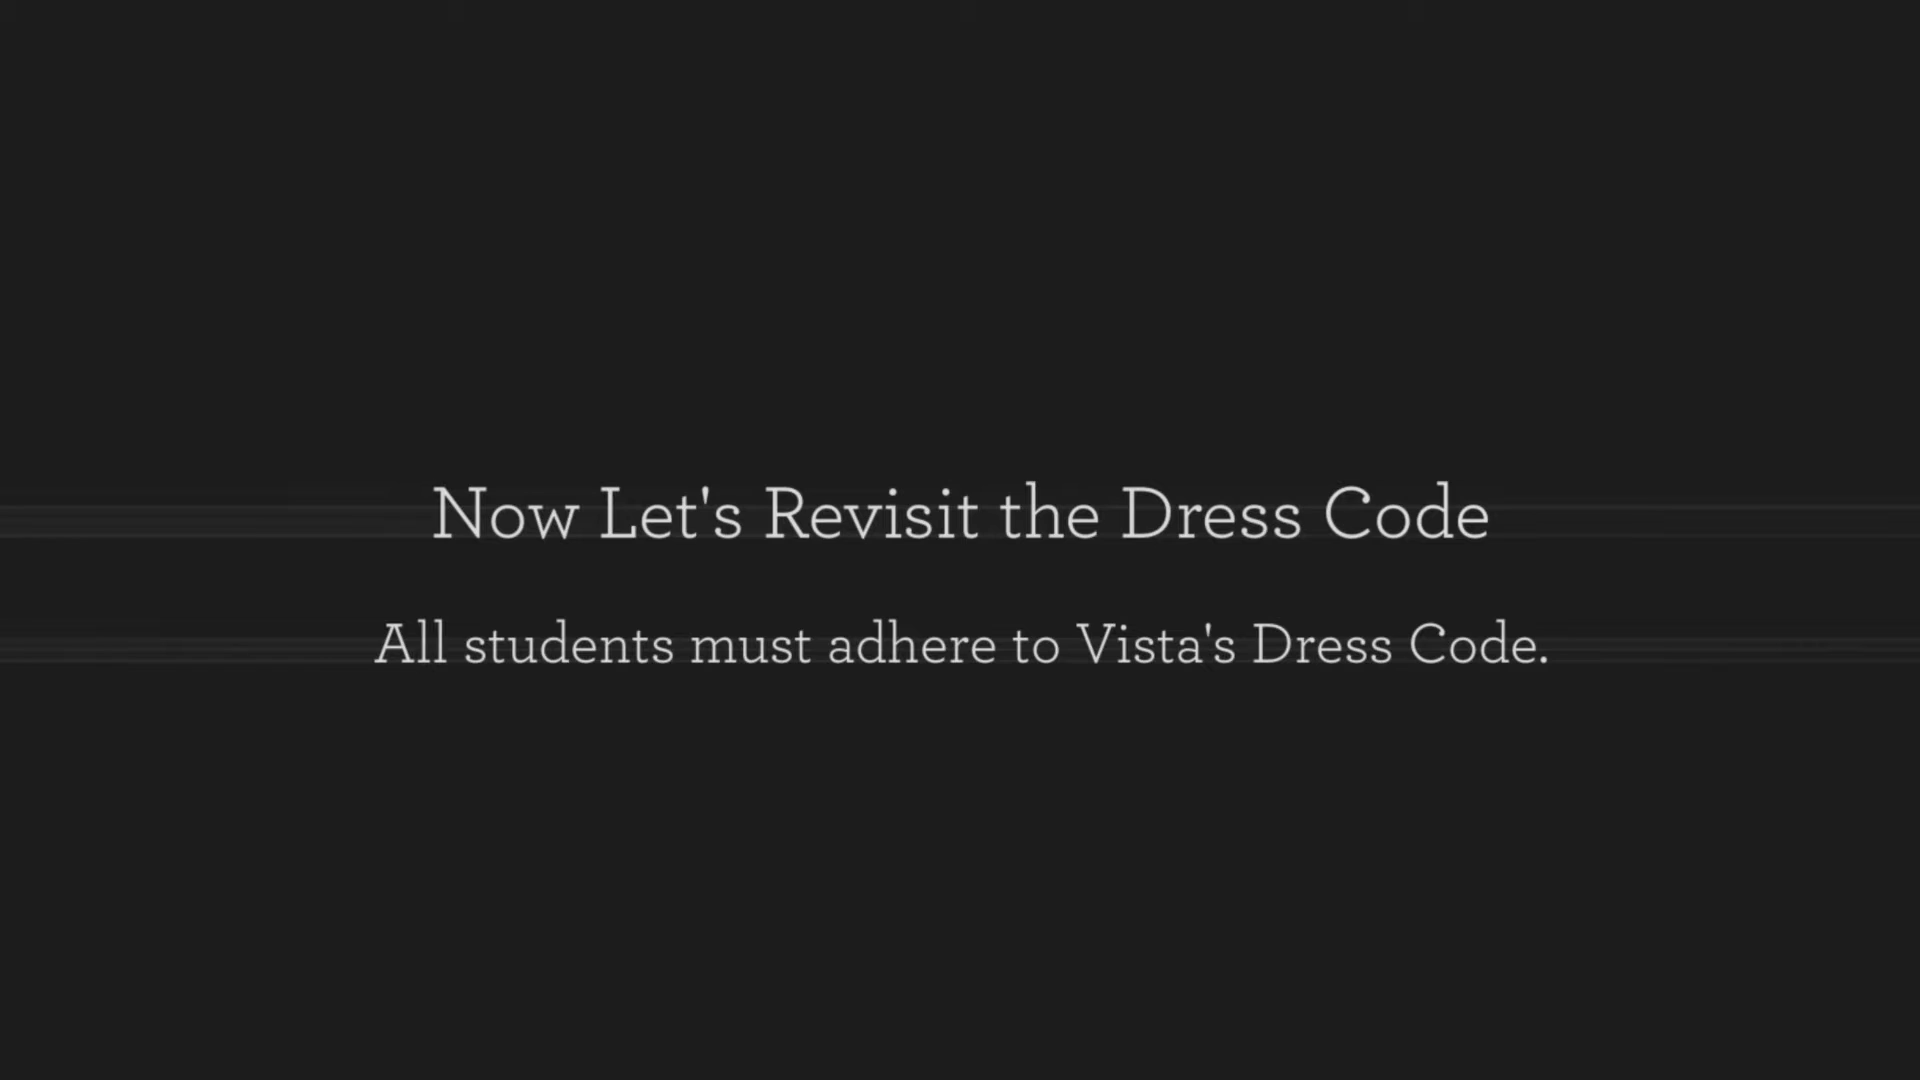 Now Let's Revisit the Dress Code
All students must adhere to Vista's Dress Code.